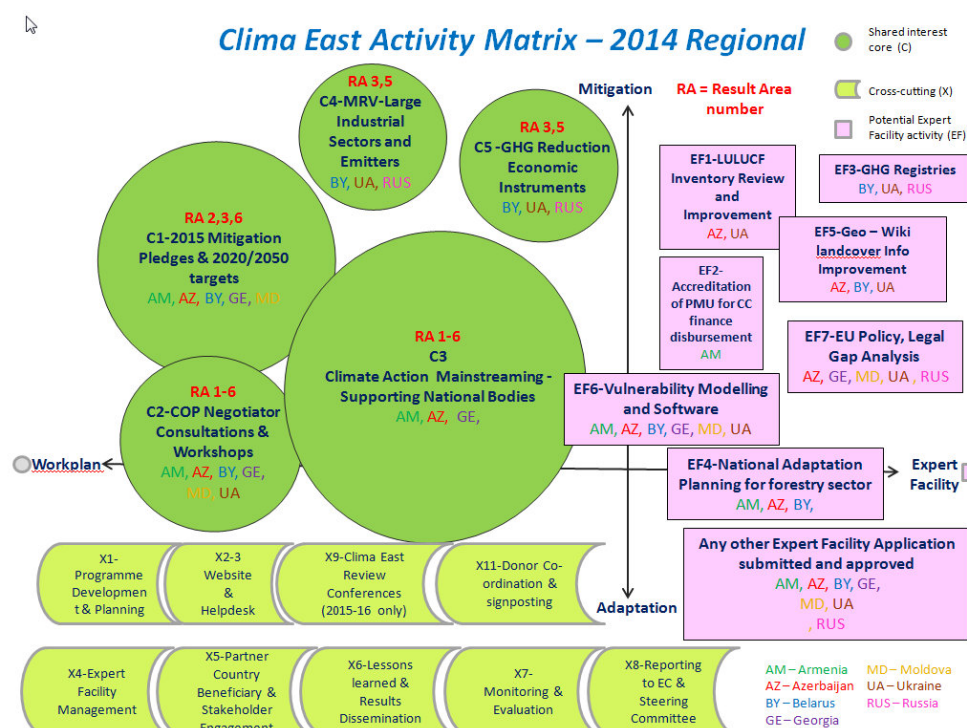 Clima East Activity Matrix – 2014 Regional
Shared interest
core (C)
Cross-cutting (X)
Potential Expert
Facility activity (EF)
Mitigation
RA = Result Area
number
RA 3,5
C4-MRV-Large
Industrial
Sectors and
Emitters
BY, UA, RUS
RA 3,5
C5 -GHG Reduction
Economic
Instruments
BY, UA, RUS
RA 2,3,6
C1-2015 Mitigation
Pledges & 2020/2050
targets
AM, AZ, BY, GE, MD
RA 1-6
C3
Climate Action Mainstreaming -
Supporting National Bodies
AM, AZ, GE,
RA 1-6
C2-COP Negotiator
Consultations &
Workshops
AM, AZ, BY, GE,
MD, UA
EF1-LULUCF
Inventory Review
and
Improvement
AZ, UA
EF3-GHG Registries
BY, UA, RUS
EF5-Geo – Wiki
landcover Info
Improvement
AZ, BY, UA
EF2-
Accreditation
of PMU for CC
finance
disbursement
AM
EF7-EU Policy, Legal
Gap Analysis
AZ, GE, MD, UA , RUS
EF6-Vulnerability Modelling
and Software
AM, AZ, BY, GE, MD, UA
Workplan
EF4-National Adaptation
Planning for forestry sector
AM, AZ, BY,
Expert
Facility
Any other Expert Facility Application
submitted and approved
AM, AZ, BY, GE,
MD, UA
, RUS
Adaptation
X1-
Programme
Developmen
t & Planning
X2-3
Website
&
Helpdesk
X9-Clima East
Review
Conferences
(2015-16 only)
X11-Donor Co-
ordination &
signposting
X4-Expert
Facility
Management
X5-Partner
Country
Beneficiary &
Stakeholder
Engagement
X6-Lessons
learned &
Results
Dissemination
X7-
Monitoring &
Evaluation
X8-Reporting
to EC &
Steering
Committee
AM – Armenia
MD – Moldova
AZ – Azerbaijan
UA – Ukraine
BY – Belarus
RUS – Russia
GE – Georgia